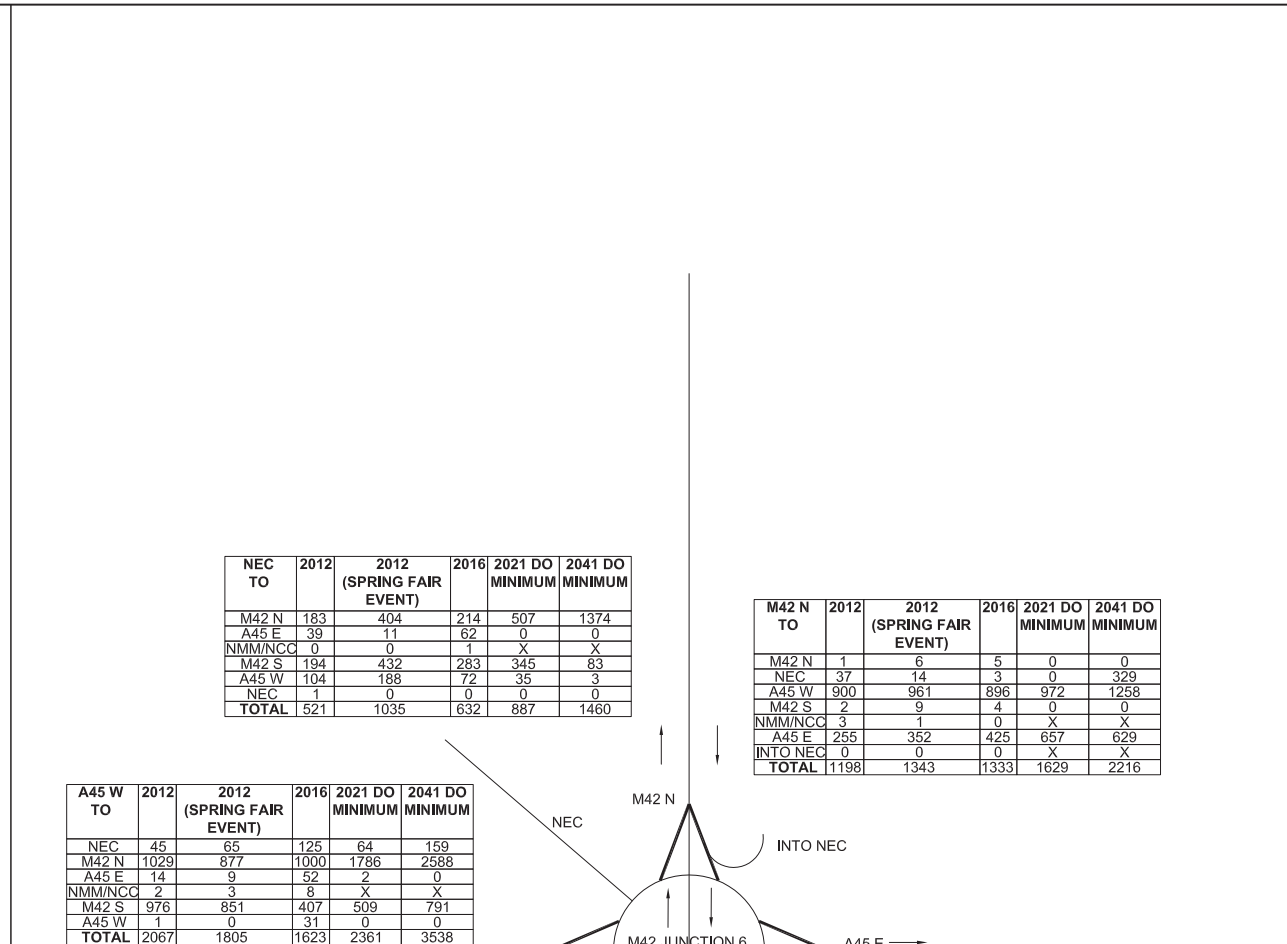 NEC 2012 2012 2016 2021 DO 2041 DO
TO (SPRING FAIR MINIMUM MINIMUM
EVENT)
M42 N 183 404 214 507 1374
A45 E 39 11 62 0 0
NMM/NCC 0 0 1 X X
M42 S 194 432 283 345 83
A45 W 104 188 72 35 3
NEC 1 0 0 0 0
TOTAL 521 1035 632 887 1460
M42 N 2012 2012 2016 2021 DO 2041 DO
TO (SPRING FAIR MINIMUM MINIMUM
EVENT)
M42 N 1 6 5 0 0
NEC 37 14 3 0 329
A45 W 900 961 896 972 1258
M42 S 2 9 4 0 0
NMM/NCC 3 1 0 X X
A45 E 255 352 425 657 629
INTO NEC 0 0 0 X X
TOTAL 1198 1343 1333 1629 2216
A45 W 2012 2012 2016 2021 DO 2041 DO
TO (SPRING FAIR MINIMUM MINIMUM
EVENT)
NEC 45 65 125 64 159
M42 N 1029 877 1000 1786 2588
A45 E 14 9 52 2 0
NMM/NCC 2 3 8 X X
M42 S 976 851 407 509 791
A45 W 1 0 31 0 0
TOTAL 2067 1805 1623 2361 3538
M42 N
NEC
INTO NEC
M42 JUNCTION 6
A45 E